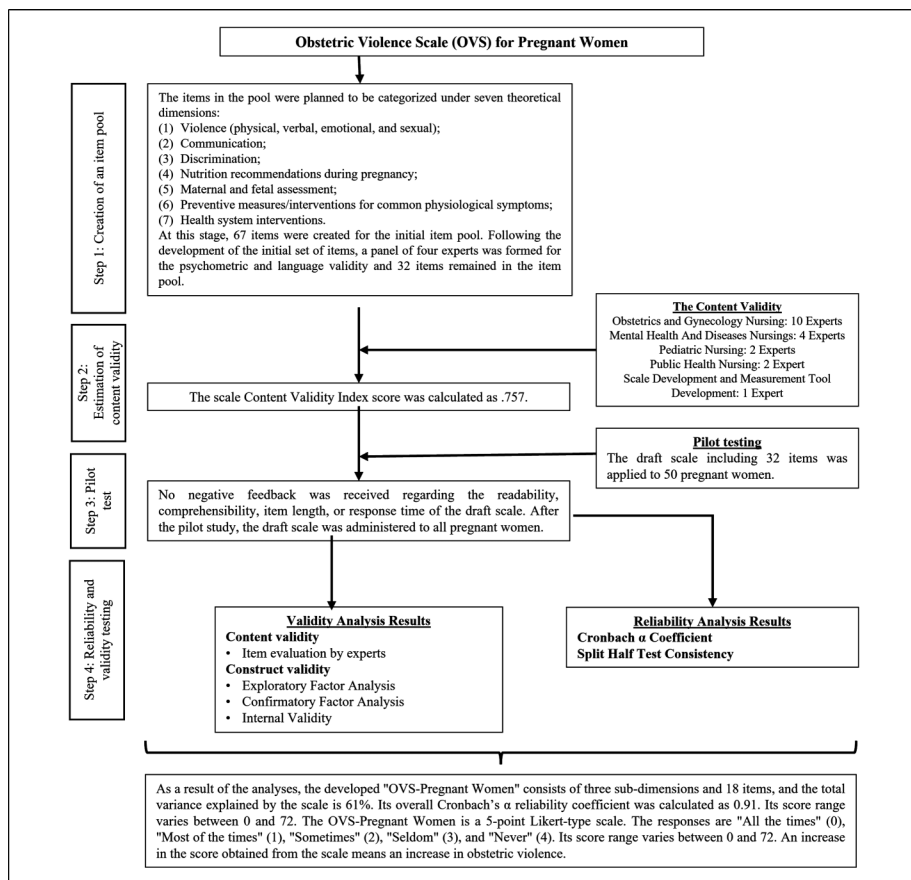 Obstetric Violence Scale (OVS) for Pregnant Women
Step 1: Creation of an item pool
The items in the pool were planned to be categorized under seven theoretical
dimensions:
(1) Violence (physical, verbal, emotional, and sexual);
(2) Communication;
(3) Discrimination;
(4) Nutrition recommendations during pregnancy;
(5) Maternal and fetal assessment;
(6) Preventive measures/interventions for common physiological symptoms;
(7) Health system interventions.
At this stage, 67 items were created for the initial item pool. Following the
development of the initial set of items, a panel of four experts was formed for
the psychometric and language validity and 32 items remained in the item
pool.
The Content Validity
Obstetrics and Gynecology Nursing: 10 Experts
Mental Health And Diseases Nursings: 4 Experts
Pediatric Nursing: 2 Experts
Public Health Nursing: 2 Expert
Scale Development and Measurement Tool
Development: 1 Expert
Step 2:
Estimation of
content validity
The scale Content Validity Index score was calculated as .757.
Pilot testing
The draft scale including 32 items was
applied to 50 pregnant women.
Step 3: Pilot
test
No negative feedback was received regarding the readability,
comprehensibility, item length, or response time of the draft scale. After
the pilot study, the draft scale was administered to all pregnant women.
Step 4: Reliability and
validity testing
Validity Analysis Results
Content validity
• Item evaluation by experts
Construct validity
• Exploratory Factor Analysis
• Confirmatory Factor Analysis
• Internal Validity
Reliability Analysis Results
Cronbach α Coefficient
Split Half Test Consistency
As a result of the analyses, the developed "OVS-Pregnant Women" consists of three sub-dimensions and 18 items, and the total
variance explained by the scale is 61%. Its overall Cronbach's α reliability coefficient was calculated as 0.91. Its score range
varies between 0 and 72. The OVS-Pregnant Women is a 5-point Likert-type scale. The responses are "All the times" (0),
"Most of the times" (1), "Sometimes" (2), "Seldom" (3), and "Never" (4). Its score range varies between 0 and 72. An increase
in the score obtained from the scale means an increase in obstetric violence.